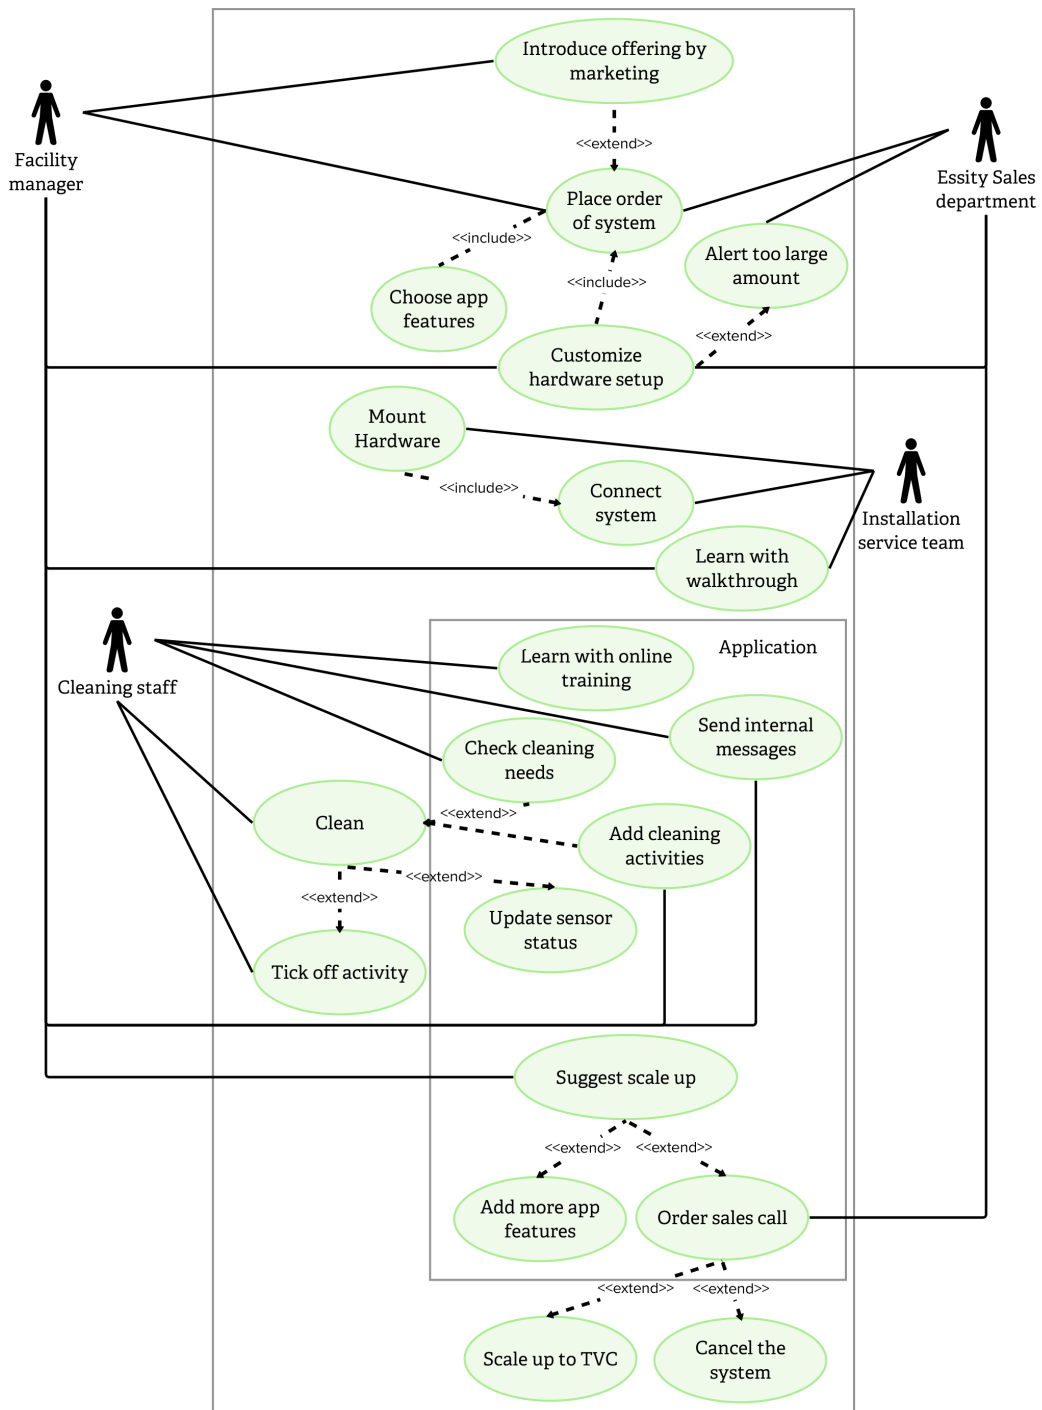 Introduce offering by
marketing
Facility
manager
<<extend>>
Essity Sales
department
Place order
of system
<<include>>
Alert too large
amount
Choose app
features
<<include>>
<<extend>>
Customize
hardware setup
Mount
Hardware
<<include>>
Connect
system
Installation
service team
Learn with
walkthrough
Cleaning staff
Application
Learn with online
training
Send internal
messages
Check cleaning
needs
<<extend>>
Clean
Add cleaning
activities
<<extend>>
<<extend>>
Update sensor
status
Tick off activity
Suggest scale up
<<extend>>
<<extend>>
Add more app
features
Order sales call
<<extend>>
<<extend>>
Scale up to TVC
Cancel the
system